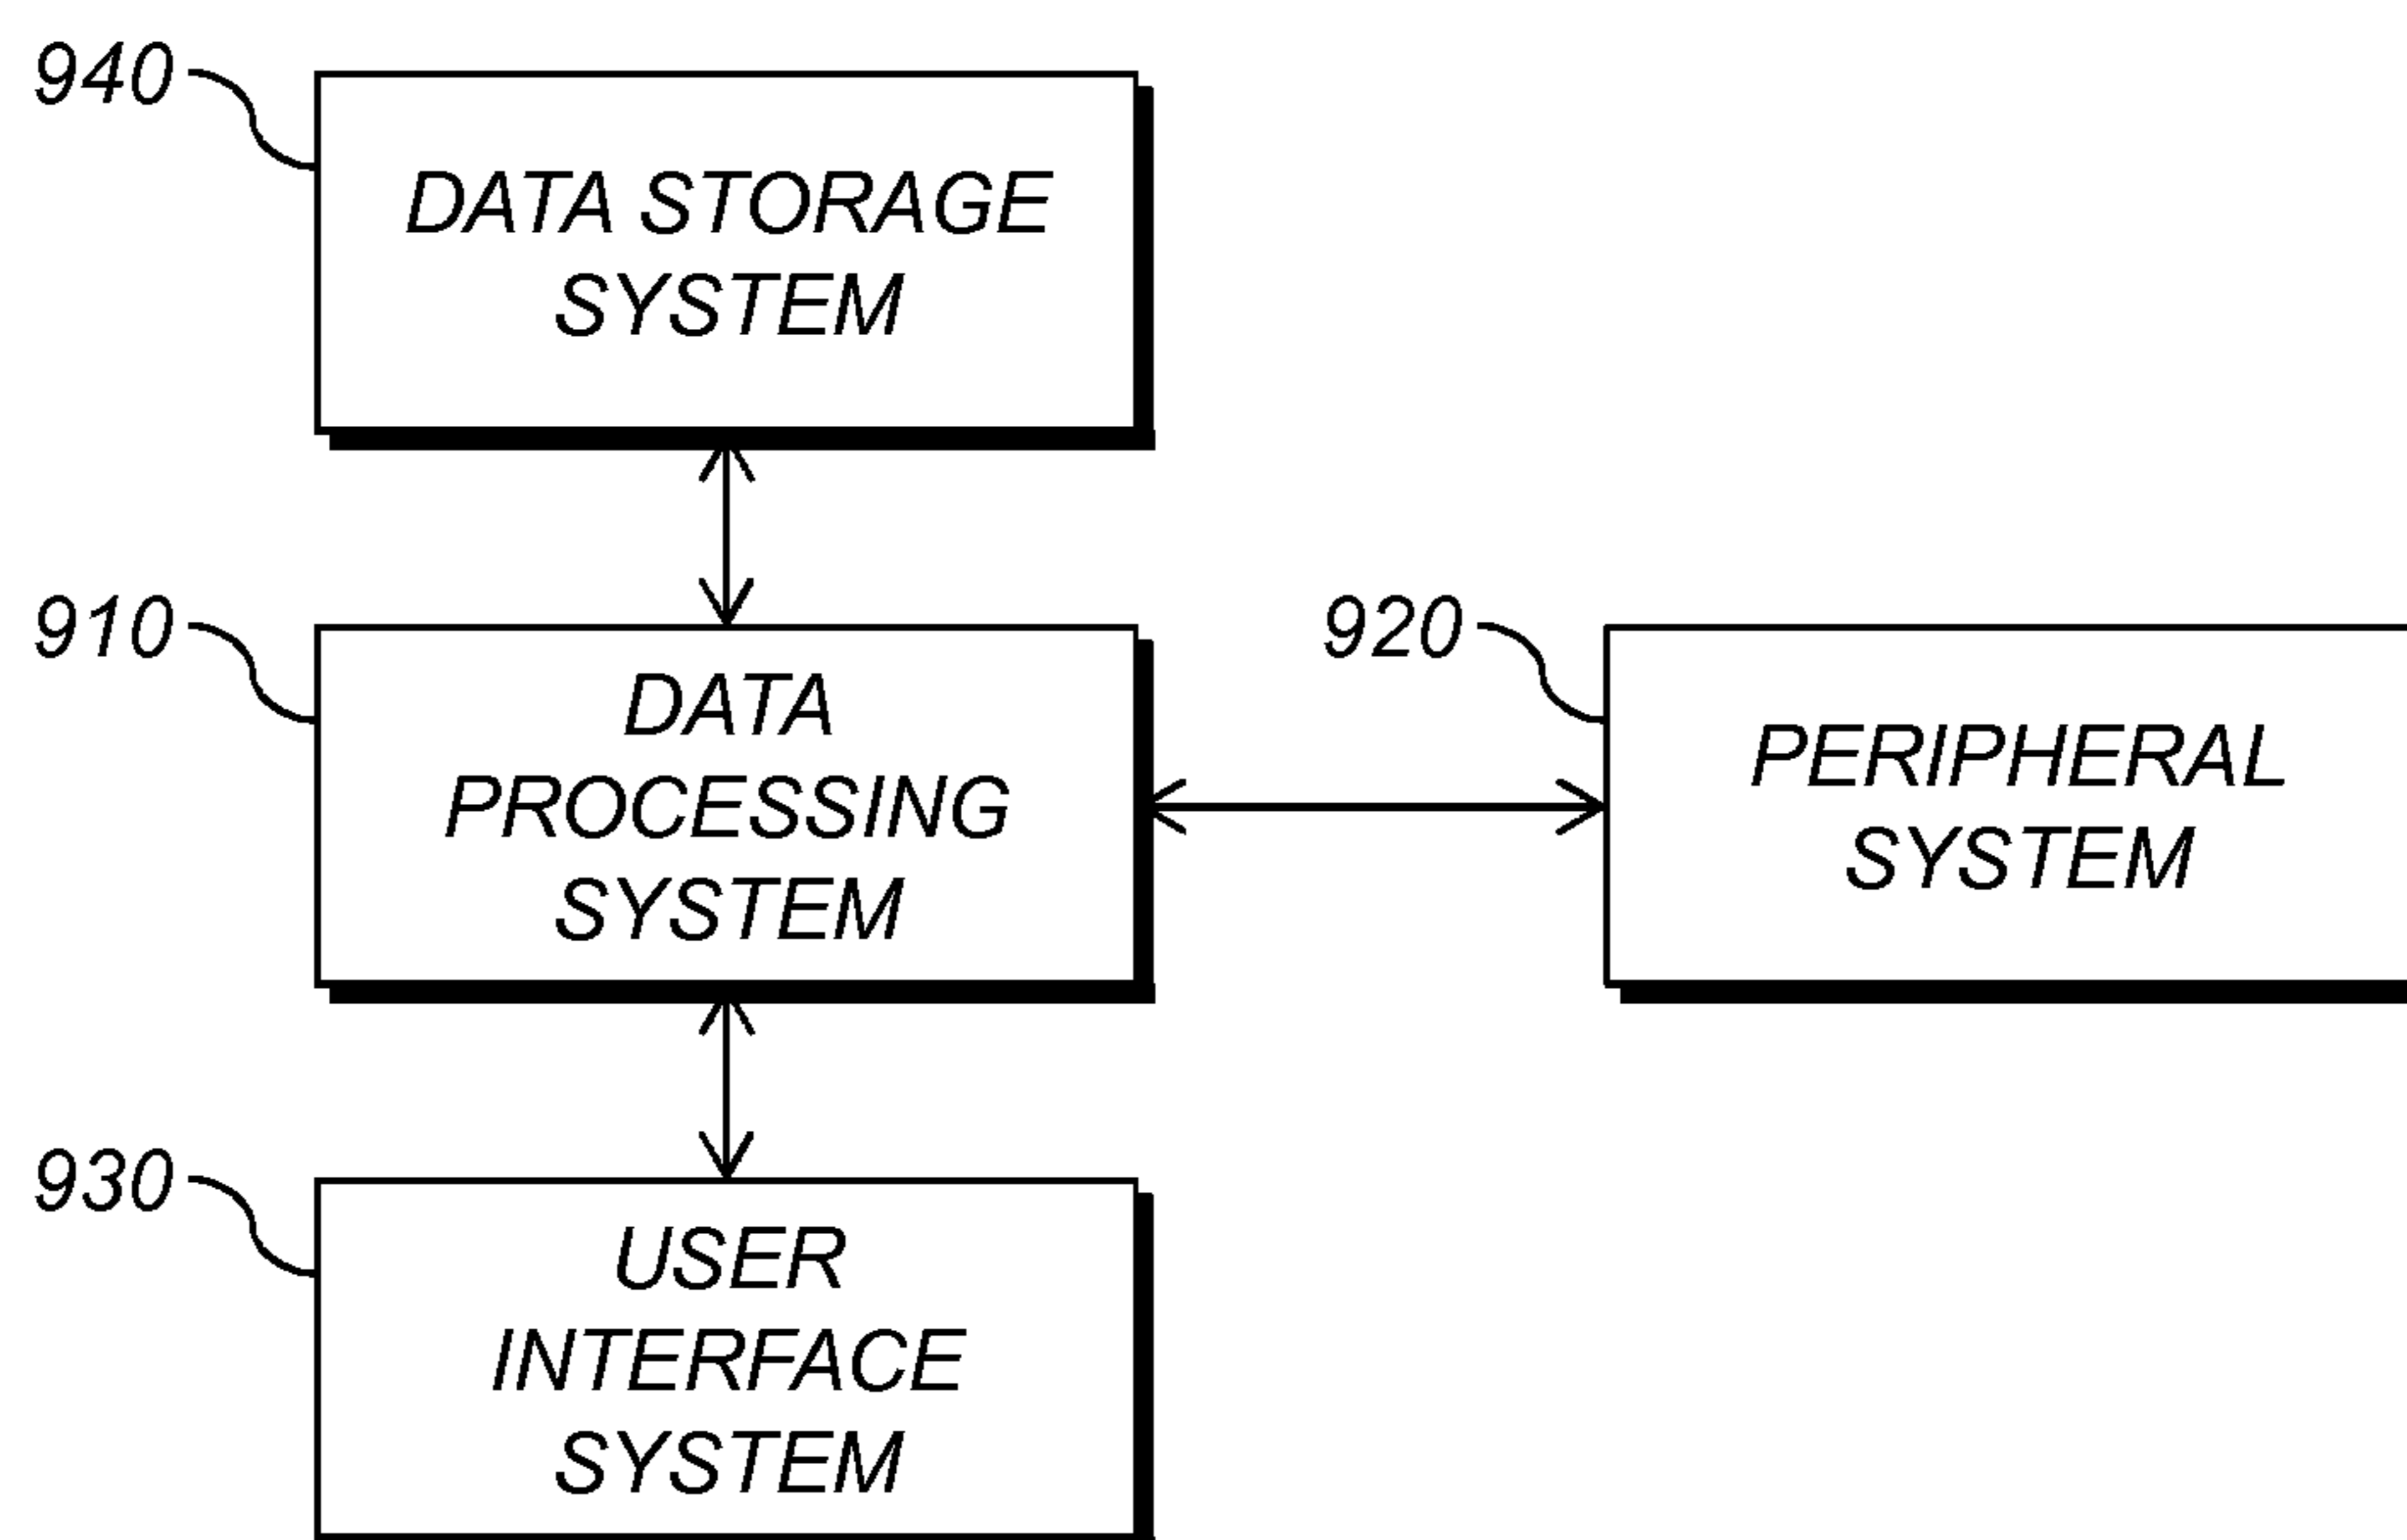 940
DATA STORAGE
SYSTEM
910
DATA
PROCESSING
SYSTEM
920
PERIPHERAL
SYSTEM
930
USER
INTERFACE
SYSTEM